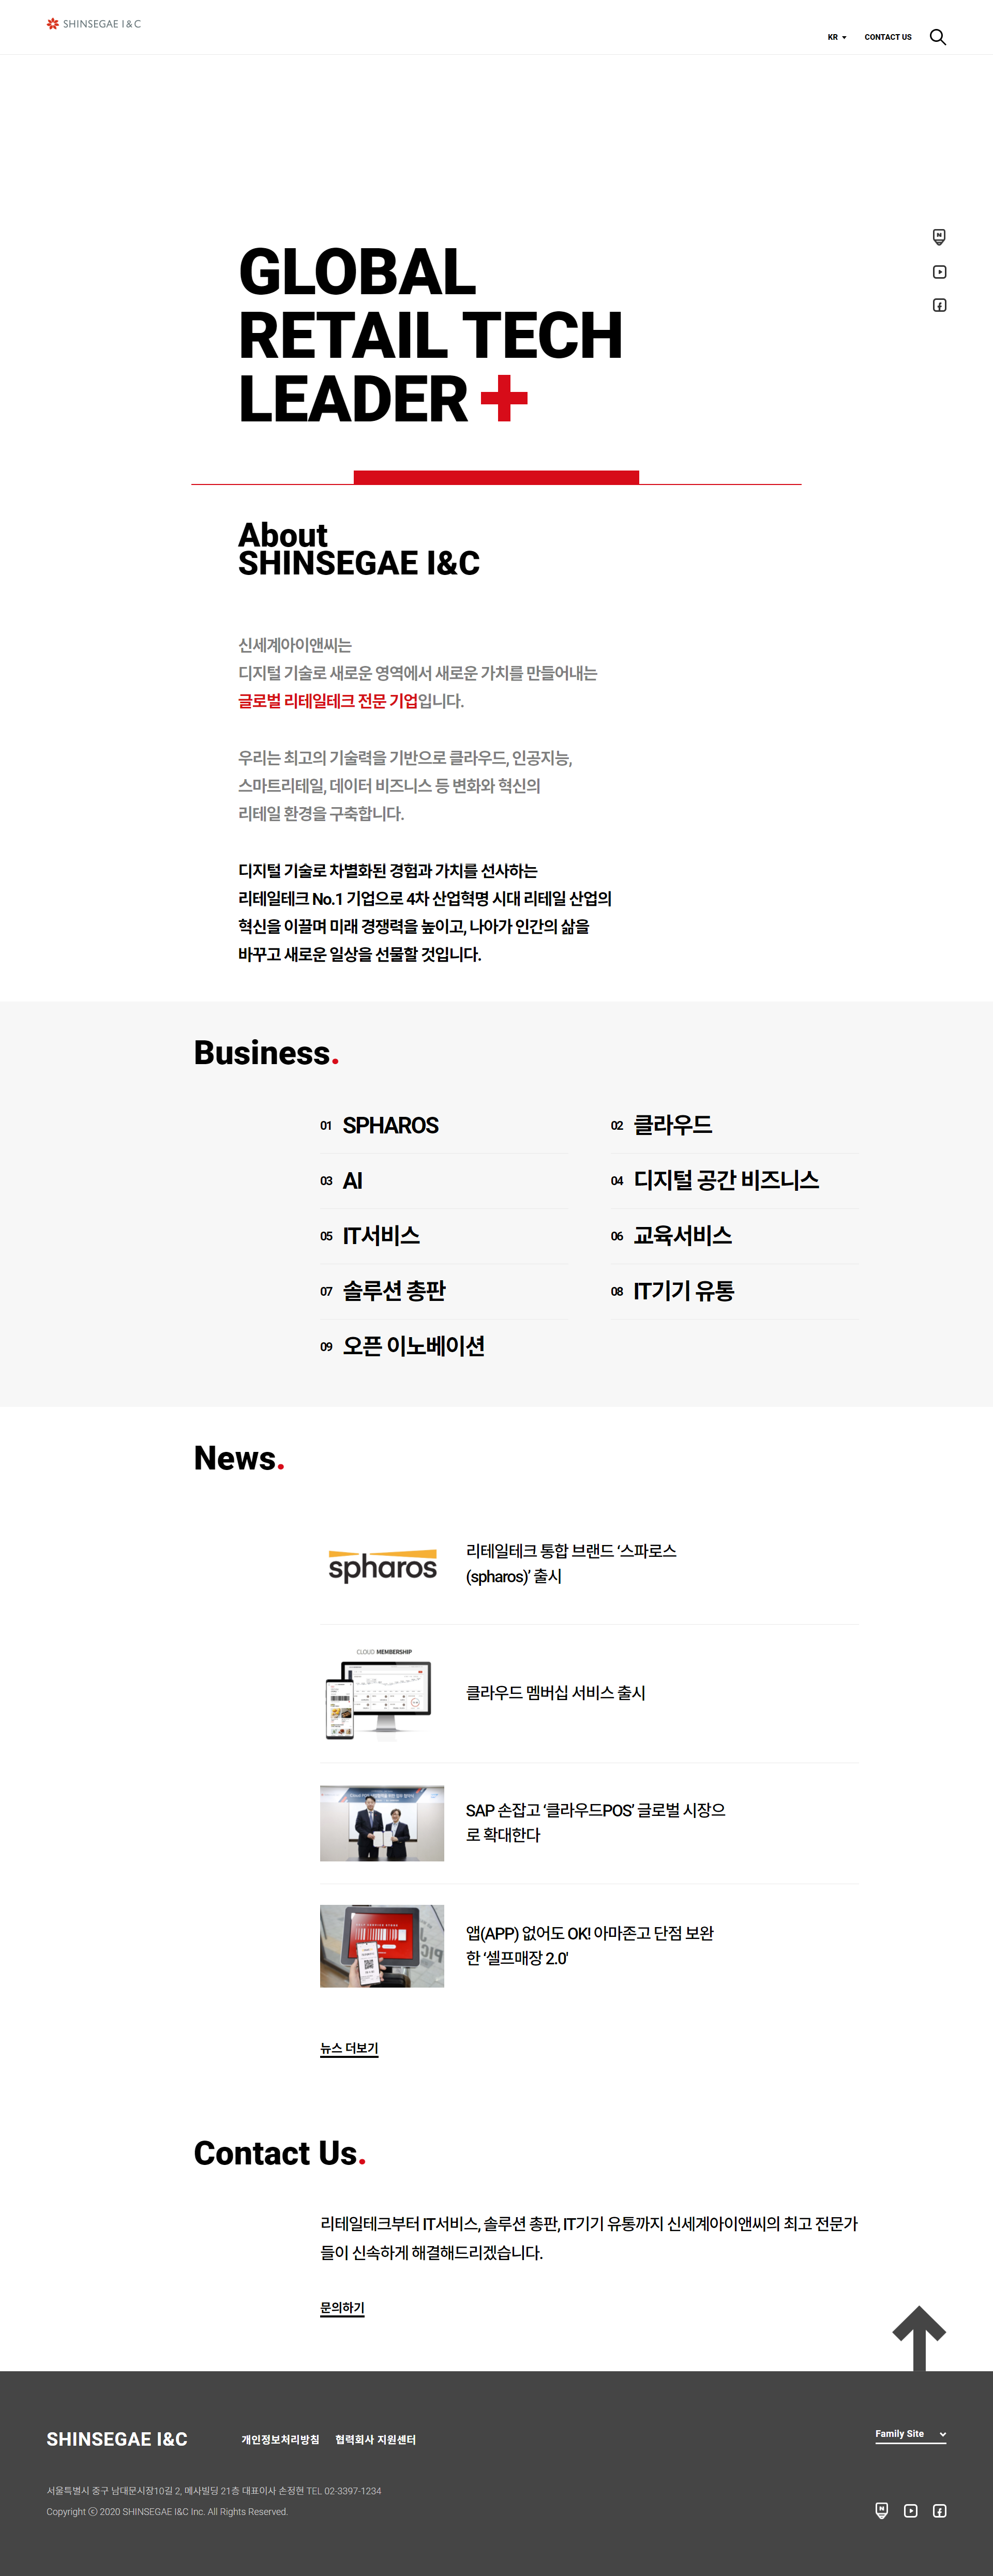 SHINSEGAE I&C
KR
CONTACT US
GLOBAL
RETAIL TECH
LEADER
About
SHINSEGAE I&C
신세계아이앤씨는
디지털 기술로 새로운 영역에서 새로운 가치를 만들어내는
글로벌 리테일테크 전문 기업입니다.
우리는 최고의 기술력을 기반으로 클라우드, 인공지능,
스마트리테일, 데이터 비즈니스 등 변화와 혁신의
리테일 환경을 구축합니다.
디지털 기술로 차별화된 경험과 가치를 선사하는
리테일테크 No.1 기업으로 4차 산업혁명 시대 리테일 산업의
혁신을 이끌며 미래 경쟁력을 높이고, 나아가 인간의 삶을
바꾸고 새로운 일상을 선물할 것입니다.
Business.
01 SPHAROS
02 클라우드
03 AI
04 디지털 공간 비즈니스
05 IT서비스
06 교육서비스
07 솔루션 총판
08 IT기기 유통
09 오픈 이노베이션
News.
spharos
리테일테크 통합 브랜드 ‘스파로스
(spharos)’ 출시
CLOUD MEMBERSHIP
클라우드 멤버십 서비스 출시
SAP 손잡고 ‘클라우드POS’ 글로벌 시장으
로 확대한다
앱(APP) 없어도 OK! 아마존고 단점 보완
한 ‘셀프매장 2.0'
뉴스 더보기
Contact Us.
리테일테크부터 IT서비스, 솔루션 총판, IT기기 유통까지 신세계아이앤씨의 최고 전문가
들이 신속하게 해결해드리겠습니다.
문의하기
SHINSEGAE I&C
개인정보처리방침
협력회사 지원센터
Family Site
서울특별시 중구 남대문시장10길 2, 메사빌딩 21층 대표이사 손정현 TEL 02-3397-1234
Copyright ⓒ 2020 SHINSEGAE I&C Inc. All Rights Reserved.